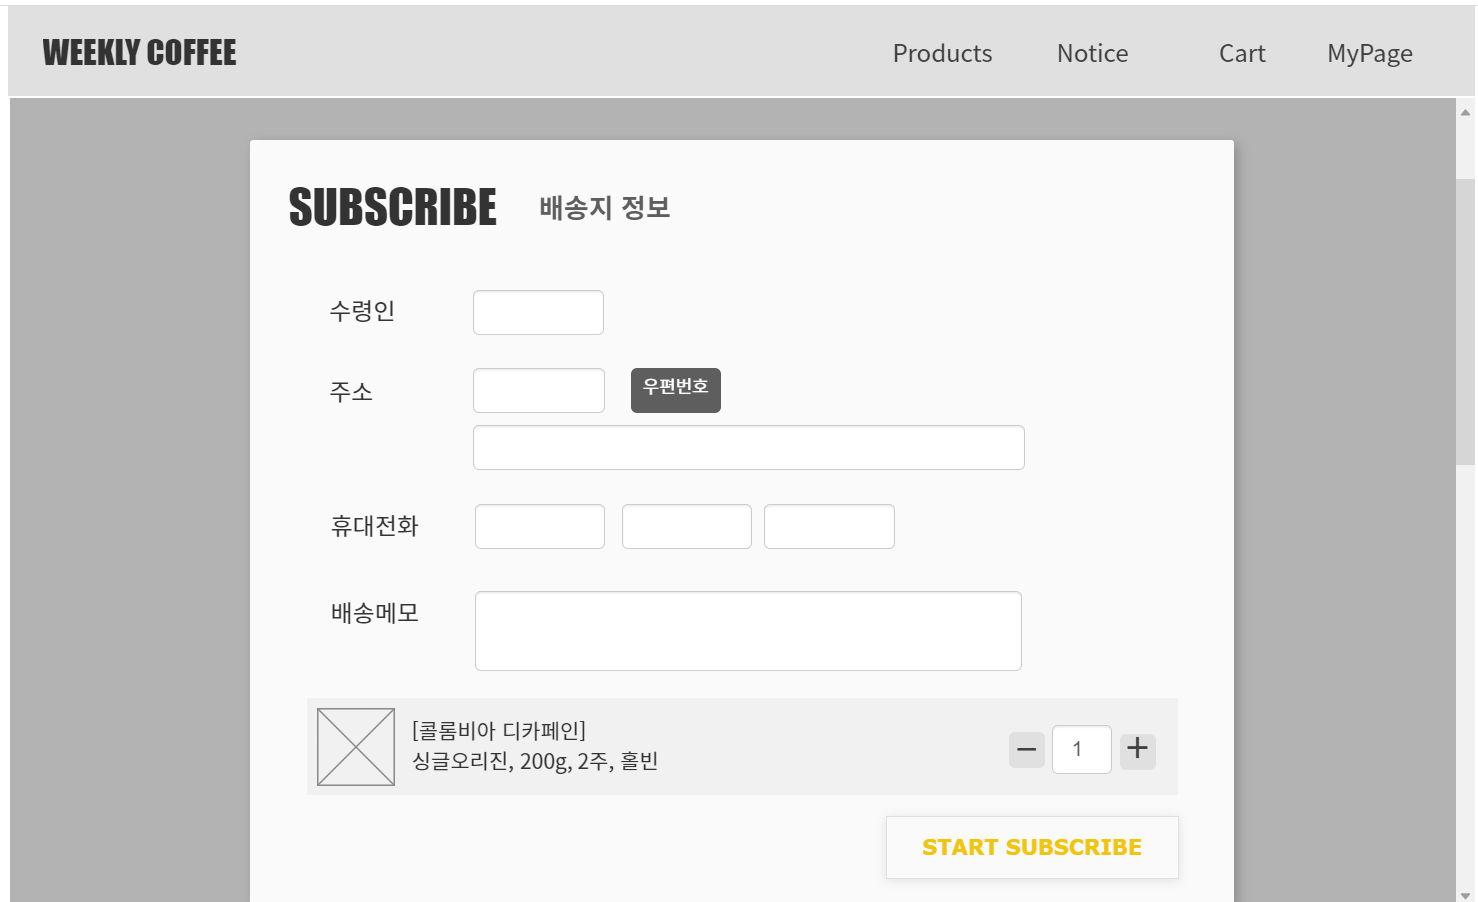 WEEKLY COFFEE
Products
Notice
Cart
MyPage
SUBSCRIBE
배송지 정보
수령인
주소
우편번호
휴대전화
배송메모
[콜롬비아 디카페인]
싱글오리진, 200g, 2주, 홀빈
− 1 +
START SUBSCRIBE